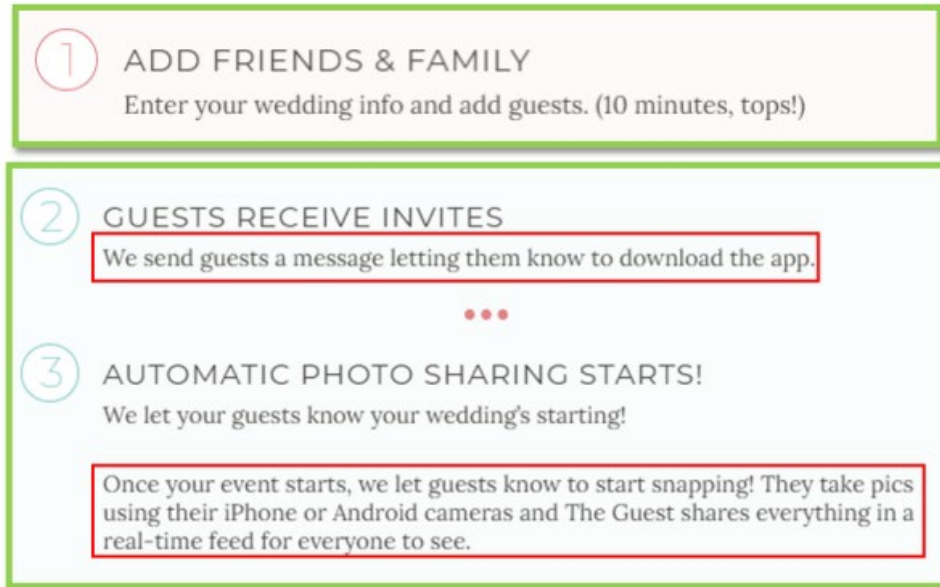 1
ADD FRIENDS & FAMILY
Enter your wedding info and add guests. (10 minutes, tops!)
2
GUESTS RECEIVE INVITES
We send guests a message letting them know to download the app.
3
AUTOMATIC PHOTO SHARING STARTS!
We let your guests know your wedding's starting!
Once your event starts, we let guests know to start snapping! They take pics
using their iPhone or Android cameras and The Guest shares everything in a
real-time feed for everyone to see.